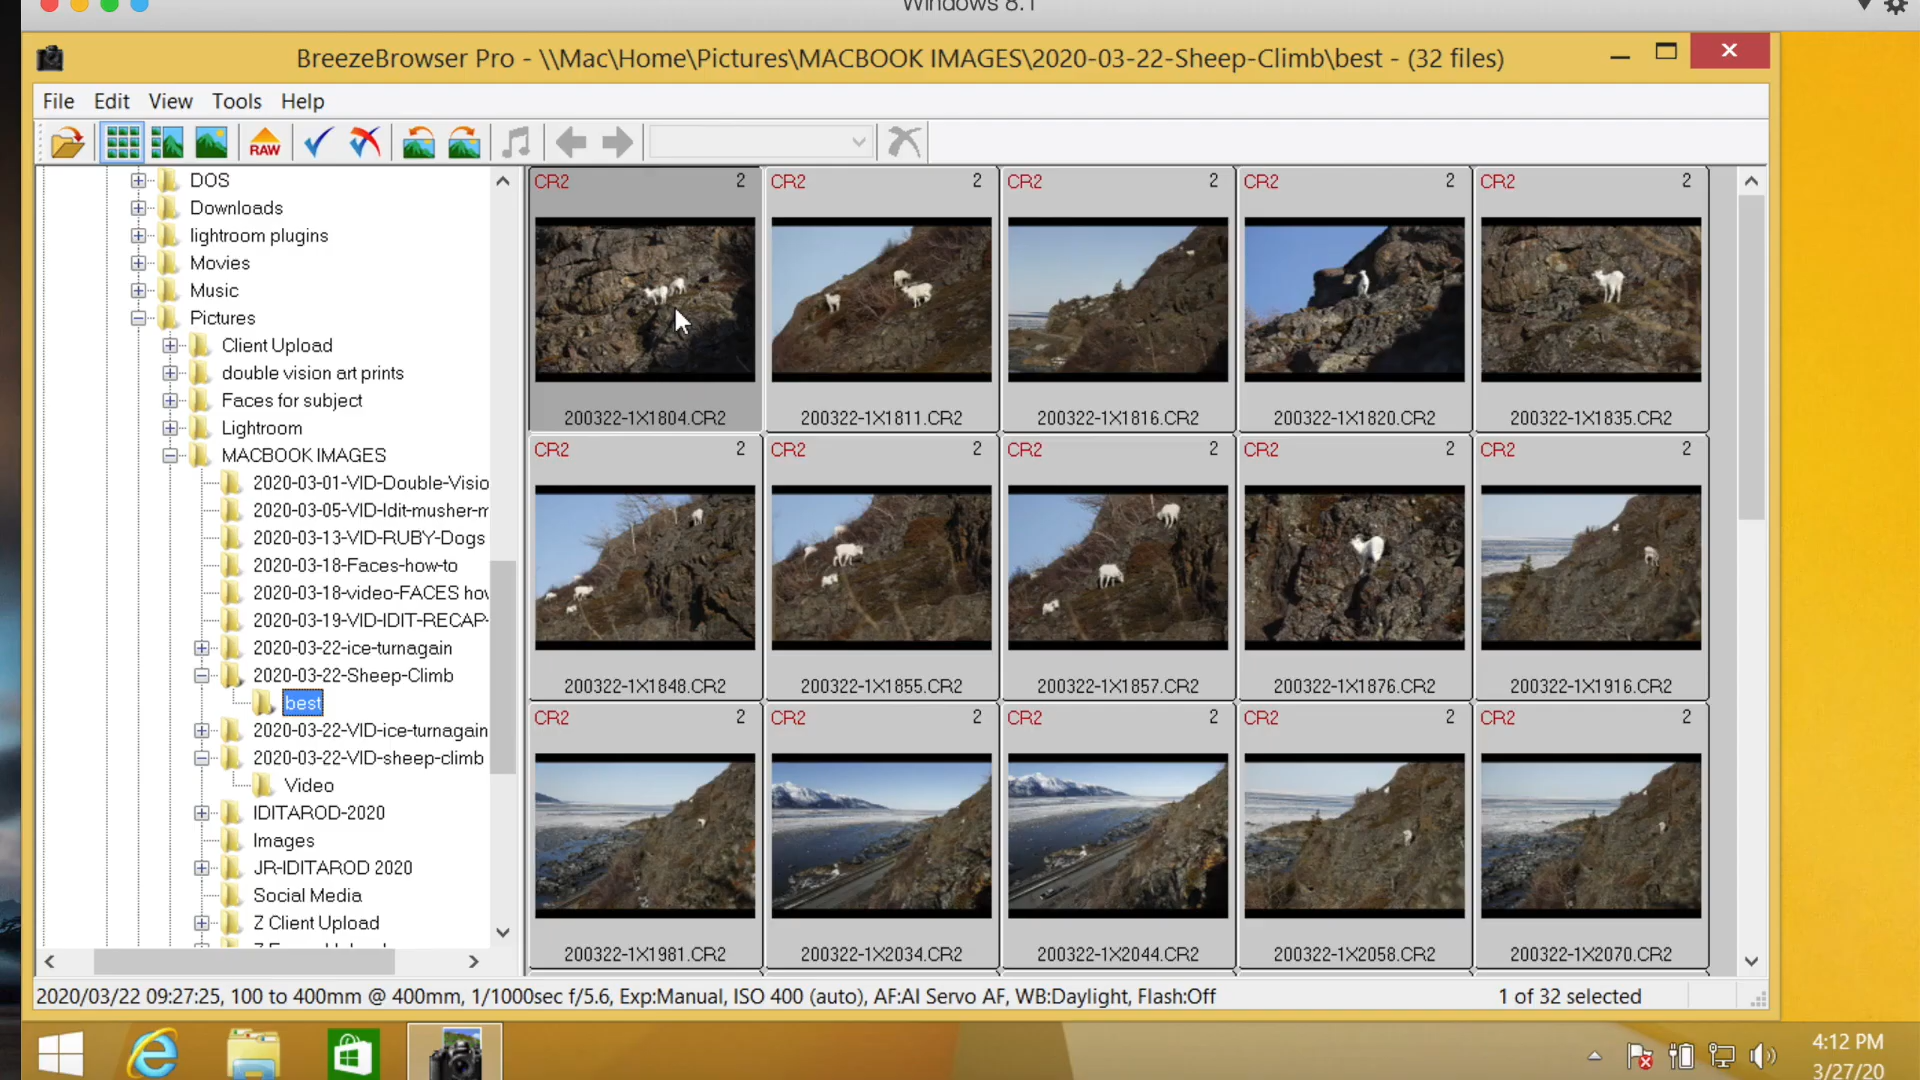 Windows 8.1
BreezeBrowser Pro - \\Mac\Home\Pictures\MACBOOK IMAGES\2020-03-22-Sheep-Climb\best - (32 files)
File Edit View Tools Help
RAW
DOS
Downloads
lightroom plugins
Movies
Music
Pictures
Client Upload
double vision art prints
Faces for subject
Lightroom
MACBOOK IMAGES
2020-03-01-VID-Double-Visio
2020-03-05-VID-Idit-musher-m
2020-03-13-VID-RUBY-Dogs
2020-03-18-Faces-how-to
2020-03-18-video-FACES hov
2020-03-19-VID-IDIT-RECAP-
2020-03-22-ice-turnagain
2020-03-22-Sheep-Climb
best
2020-03-22-VID-ice-turnagain
2020-03-22-VID-sheep-climb
Video
IDITAROD-2020
Images
JR-IDITAROD 2020
Social Media
Z Client Upload
CR2 2 CR2 2 CR2 2 CR2 2 CR2 2
200322-1X1804.CR2 200322-1X1811.CR2 200322-1X1816.CR2 200322-1X1820.CR2 200322-1X1835.CR2
CR2 2 CR2 2 CR2 2 CR2 2 CR2 2
200322-1X1848.CR2 200322-1X1855.CR2 200322-1X1857.CR2 200322-1X1876.CR2 200322-1X1916.CR2
CR2 2 CR2 2 CR2 2 CR2 2 CR2 2
200322-1X1981.CR2 200322-1X2034.CR2 200322-1X2044.CR2 200322-1X2058.CR2 200322-1X2070.CR2
2020/03/22 09:27:25, 100 to 400mm @ 400mm, 1/1000sec f/5.6, Exp:Manual, ISO 400 (auto), AF:AI Servo AF, WB:Daylight, Flash:Off
1 of 32 selected
4:12 PM
3/27/20